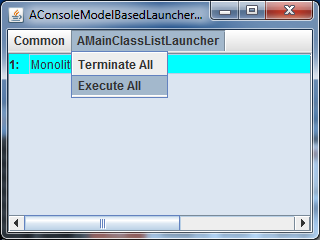 AConsoleModelBasedLauncher...
Common AMainClassListLauncher
Terminate All
1: Monolit
Execute All